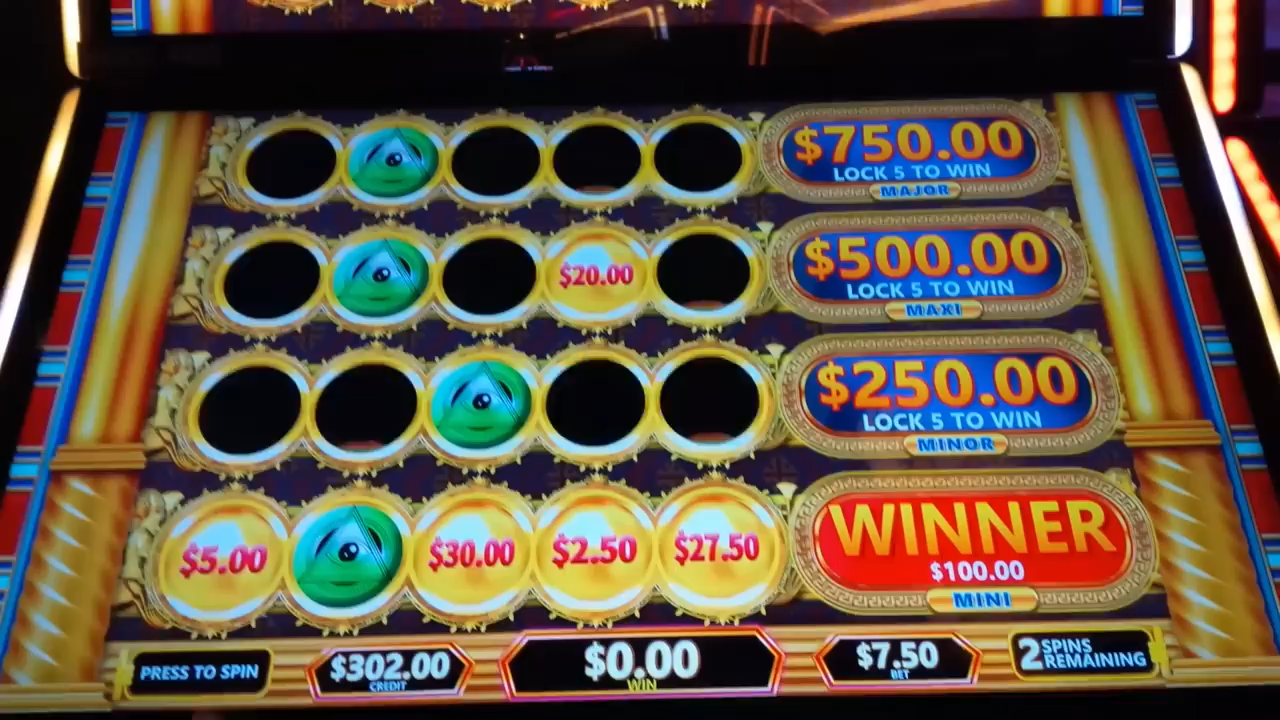 $750.00
LOCK 5 TO WIN
MAJOR
$20.00
$500.00
LOCK 5 TO WIN
MAXI
$250.00
LOCK 5 TO WIN
MINOR
$5.00
$30.00
$2.50
$27.50
WINNER
$100.00
MINI
PRESS TO SPIN
$302.00
CREDIT
$0.00
WIN
$7.50
BET
2 SPINS
REMAINING